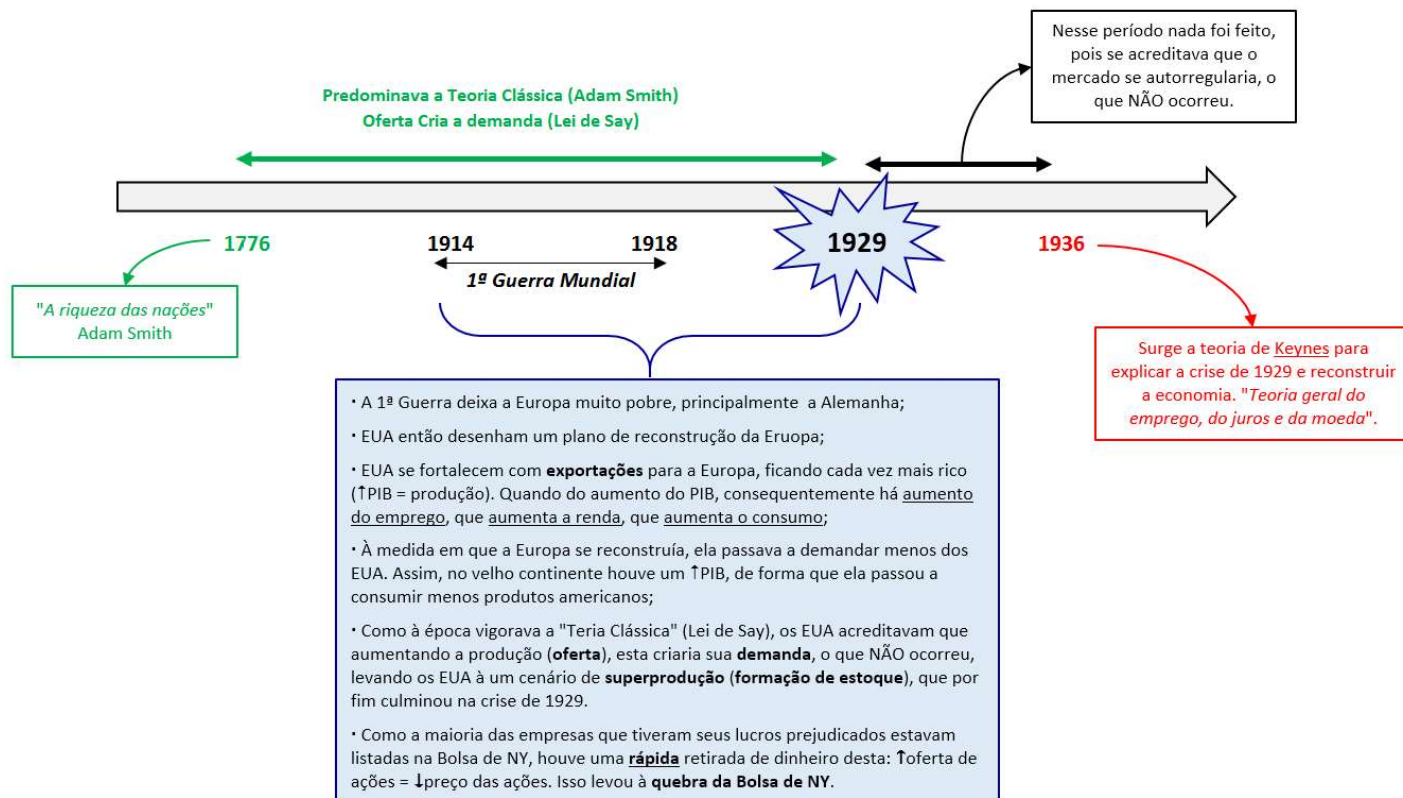 Nesse período nada foi feito,
pois se acreditava que o
mercado se autorregularia, o
que NÃO ocorreu.
Predominava a Teoria Clássica (Adam Smith)
Oferta Cria a demanda (Lei de Say)
1776
1914
1918
1929
1936
1ª Guerra Mundial
"A riqueza das nações"
Adam Smith
Surge a teoria de Keynes para
explicar a crise de 1929 e reconstruir
a economia. "Teoria geral do
emprego, do juros e da moeda".
· A 1ª Guerra deixa a Europa muito pobre, principalmente a Alemanha;
· EUA então desenham um plano de reconstrução da Eruopa;
· EUA se fortalecem com exportações para a Europa, ficando cada vez mais rico
(↑PIB = produção). Quando do aumento do PIB, consequentemente há aumento
do emprego, que aumenta a renda, que aumenta o consumo;
· À medida em que a Europa se reconstruía, ela passava a demandar menos dos
EUA. Assim, no velho continente houve um ↑PIB, de forma que ela passou a
consumir menos produtos americanos;
· Como à época vigorava a "Teria Clássica" (Lei de Say), os EUA acreditavam que
aumentando a produção (oferta), esta criaria sua demanda, o que NÃO ocorreu,
levando os EUA à um cenário de superprodução (formação de estoque), que por
fim culminou na crise de 1929.
· Como a maioria das empresas que tiveram seus lucros prejudicados estavam
listadas na Bolsa de NY, houve uma rápida retirada de dinheiro desta: ↑oferta de
ações = ↓preço das ações. Isso levou à quebra da Bolsa de NY.